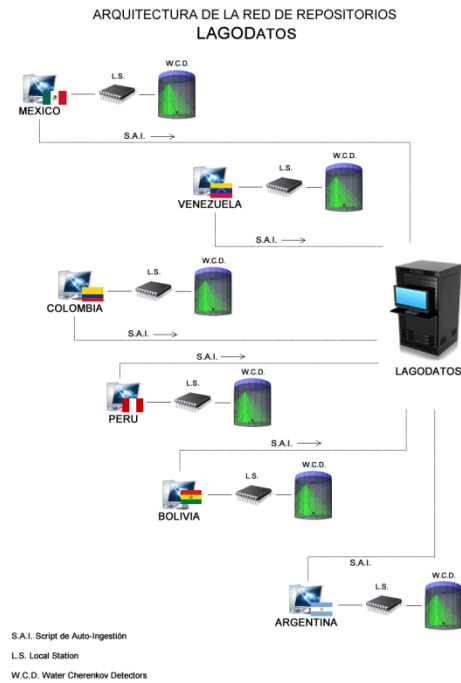 ARQUITECTURA DE LA RED DE REPOSITORIOS
LAGODATOS
W.C.D.
L.S.
MEXICO
S.A.I.
W.C.D.
L.S.
VENEZUELA
S.A.I.
W.C.D.
L.S.
COLOMBIA
S.A.I.
LAGODATOS
S.A.I.
W.C.D.
L.S.
PERU
S.A.I.
W.C.D.
L.S.
BOLIVIA
S.A.I.
W.C.D.
L.S.
ARGENTINA
S.A.I. Script de Auto-Ingestión
L.S. Local Station
W.C.D. Water Cherenkov Detectors